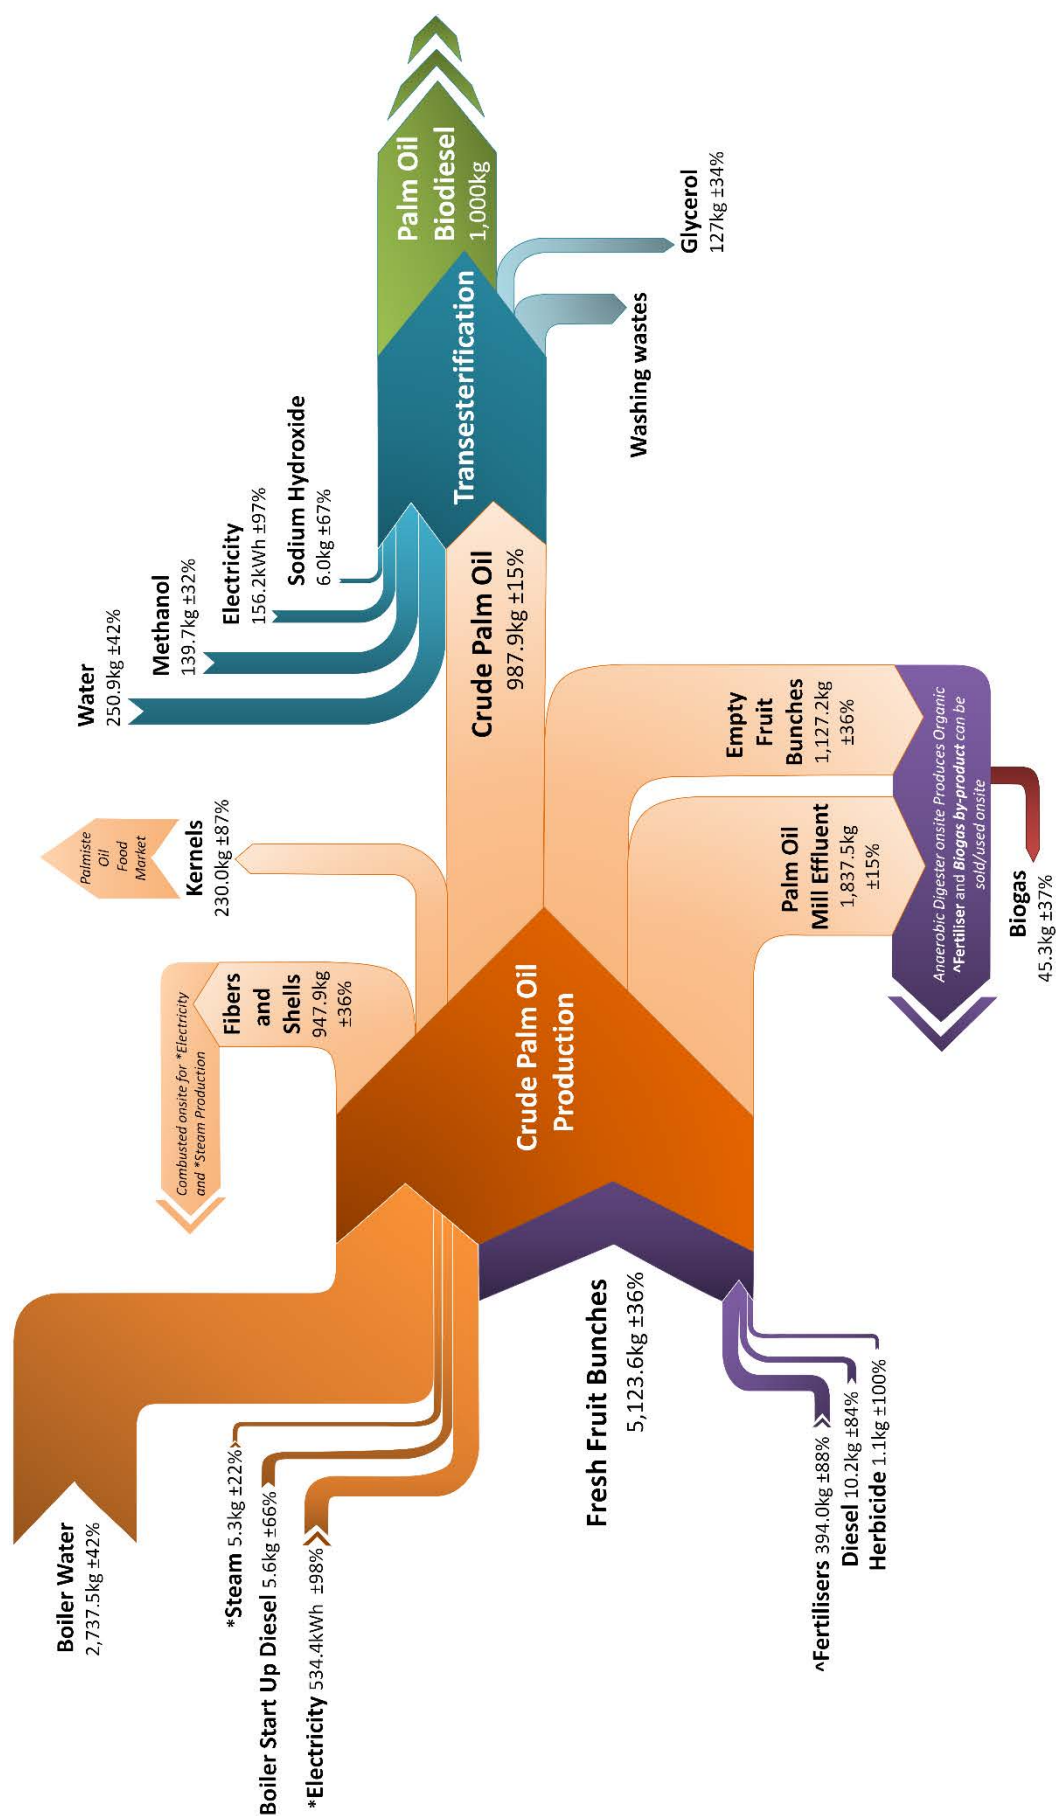 Boiler Water
2,737.5kg ±42%
*Steam 5.3kg ±22%
Boiler Start Up Diesel 5.6kg ±66%
*Electricity 534.4kWh ±98%
Fresh Fruit Bunches
5,123.6kg ±36%
^Fertilisers 394.0kg ±88%
Diesel 10.2kg ±84%
Herbicide 1.1kg ±100%
Combusted onsite for *Electricity
and *Steam Production
Fibers
and
Shells
947.9kg
±36%
Crude Palm Oil
Production
Palmiste
Oil
Food
Market
Kernels
230.0kg ±87%
Palm Oil
Mill Effluent
1,837.5kg
±15%
Empty
Fruit
Bunches
1,127.2kg
±36%
Anaerobic Digester onsite Produces Organic
^Fertiliser and Biogas by-product can be
sold/used onsite
Biogas
45.3kg ±37%
Crude Palm Oil
987.9kg ±15%
Water
250.9kg ±42%
Methanol
139.7kg ±32%
Electricity
156.2kWh ±97%
Sodium Hydroxide
6.0kg ±67%
Transesterification
Washing wastes
Glycerol
127kg ±34%
Palm Oil
Biodiesel
1,000kg